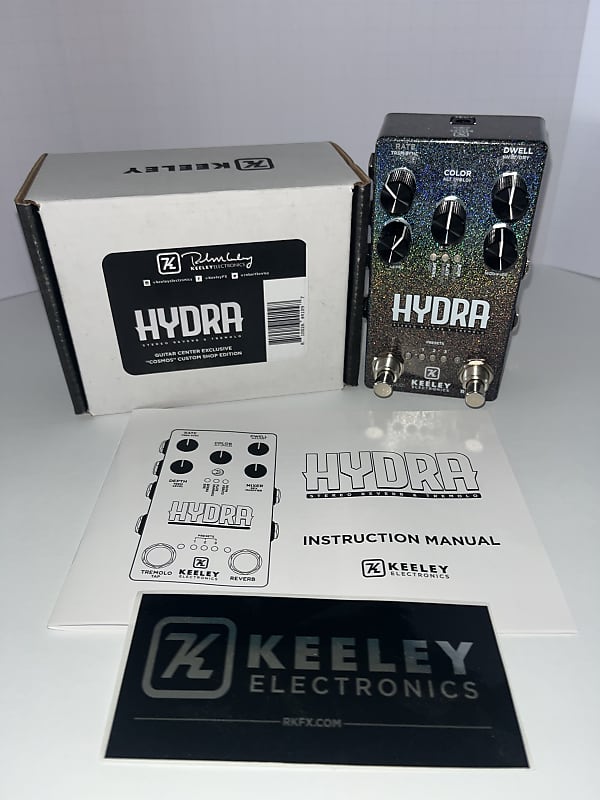 KEELEY
KEELEY ELECTRONICS
HYDRA
STEREO REVERB & TREMOLO
GUITAR CENTER EXCLUSIVE
"COSMOS" CUSTOM SHOP EDITION
RATE
DWELL
COLOR
HYDRA
PRESETS
KEELEY
ELECTRONICS
RATE
COLOR
DWELL
DEPTH
MIXER
HYDRA
PRESETS
KEELEY
ELECTRONICS
TREMOLO
TAP
REVERB
HYDRA
STEREO REVERB & TREMOLO
INSTRUCTION MANUAL
KEELEY
ELECTRONICS
KEELEY
ELECTRONICS
RKFX.COM